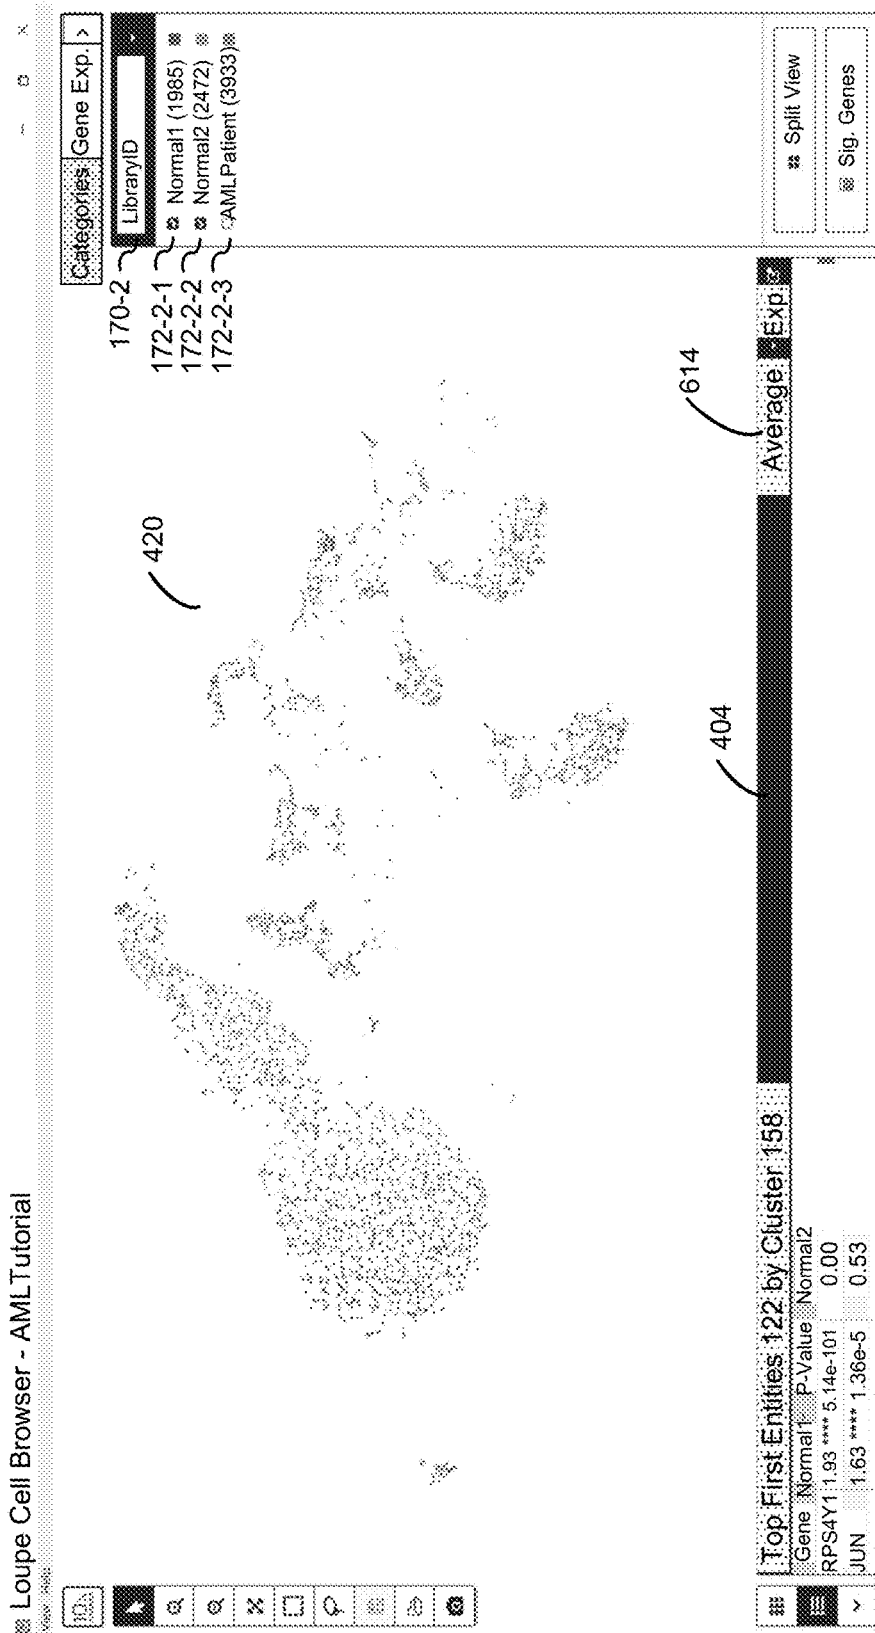 Loupe Cell Browser - AMLTutorial
View Help
Categories Gene Exp. >
170-2
LibraryID
172-2-1
Normal1 (1985)
172-2-2
Normal2 (2472)
172-2-3
AMLPatient (3933)
420
Split View
Sig. Genes
404
614
Top First Entities 122 by Cluster 158
Average Exp
Gene Normal1 P-Value Normal2
RPS4Y1 1.93 **** 5.14e-101 0.00
JUN 1.63 **** 1.36e-5 0.53